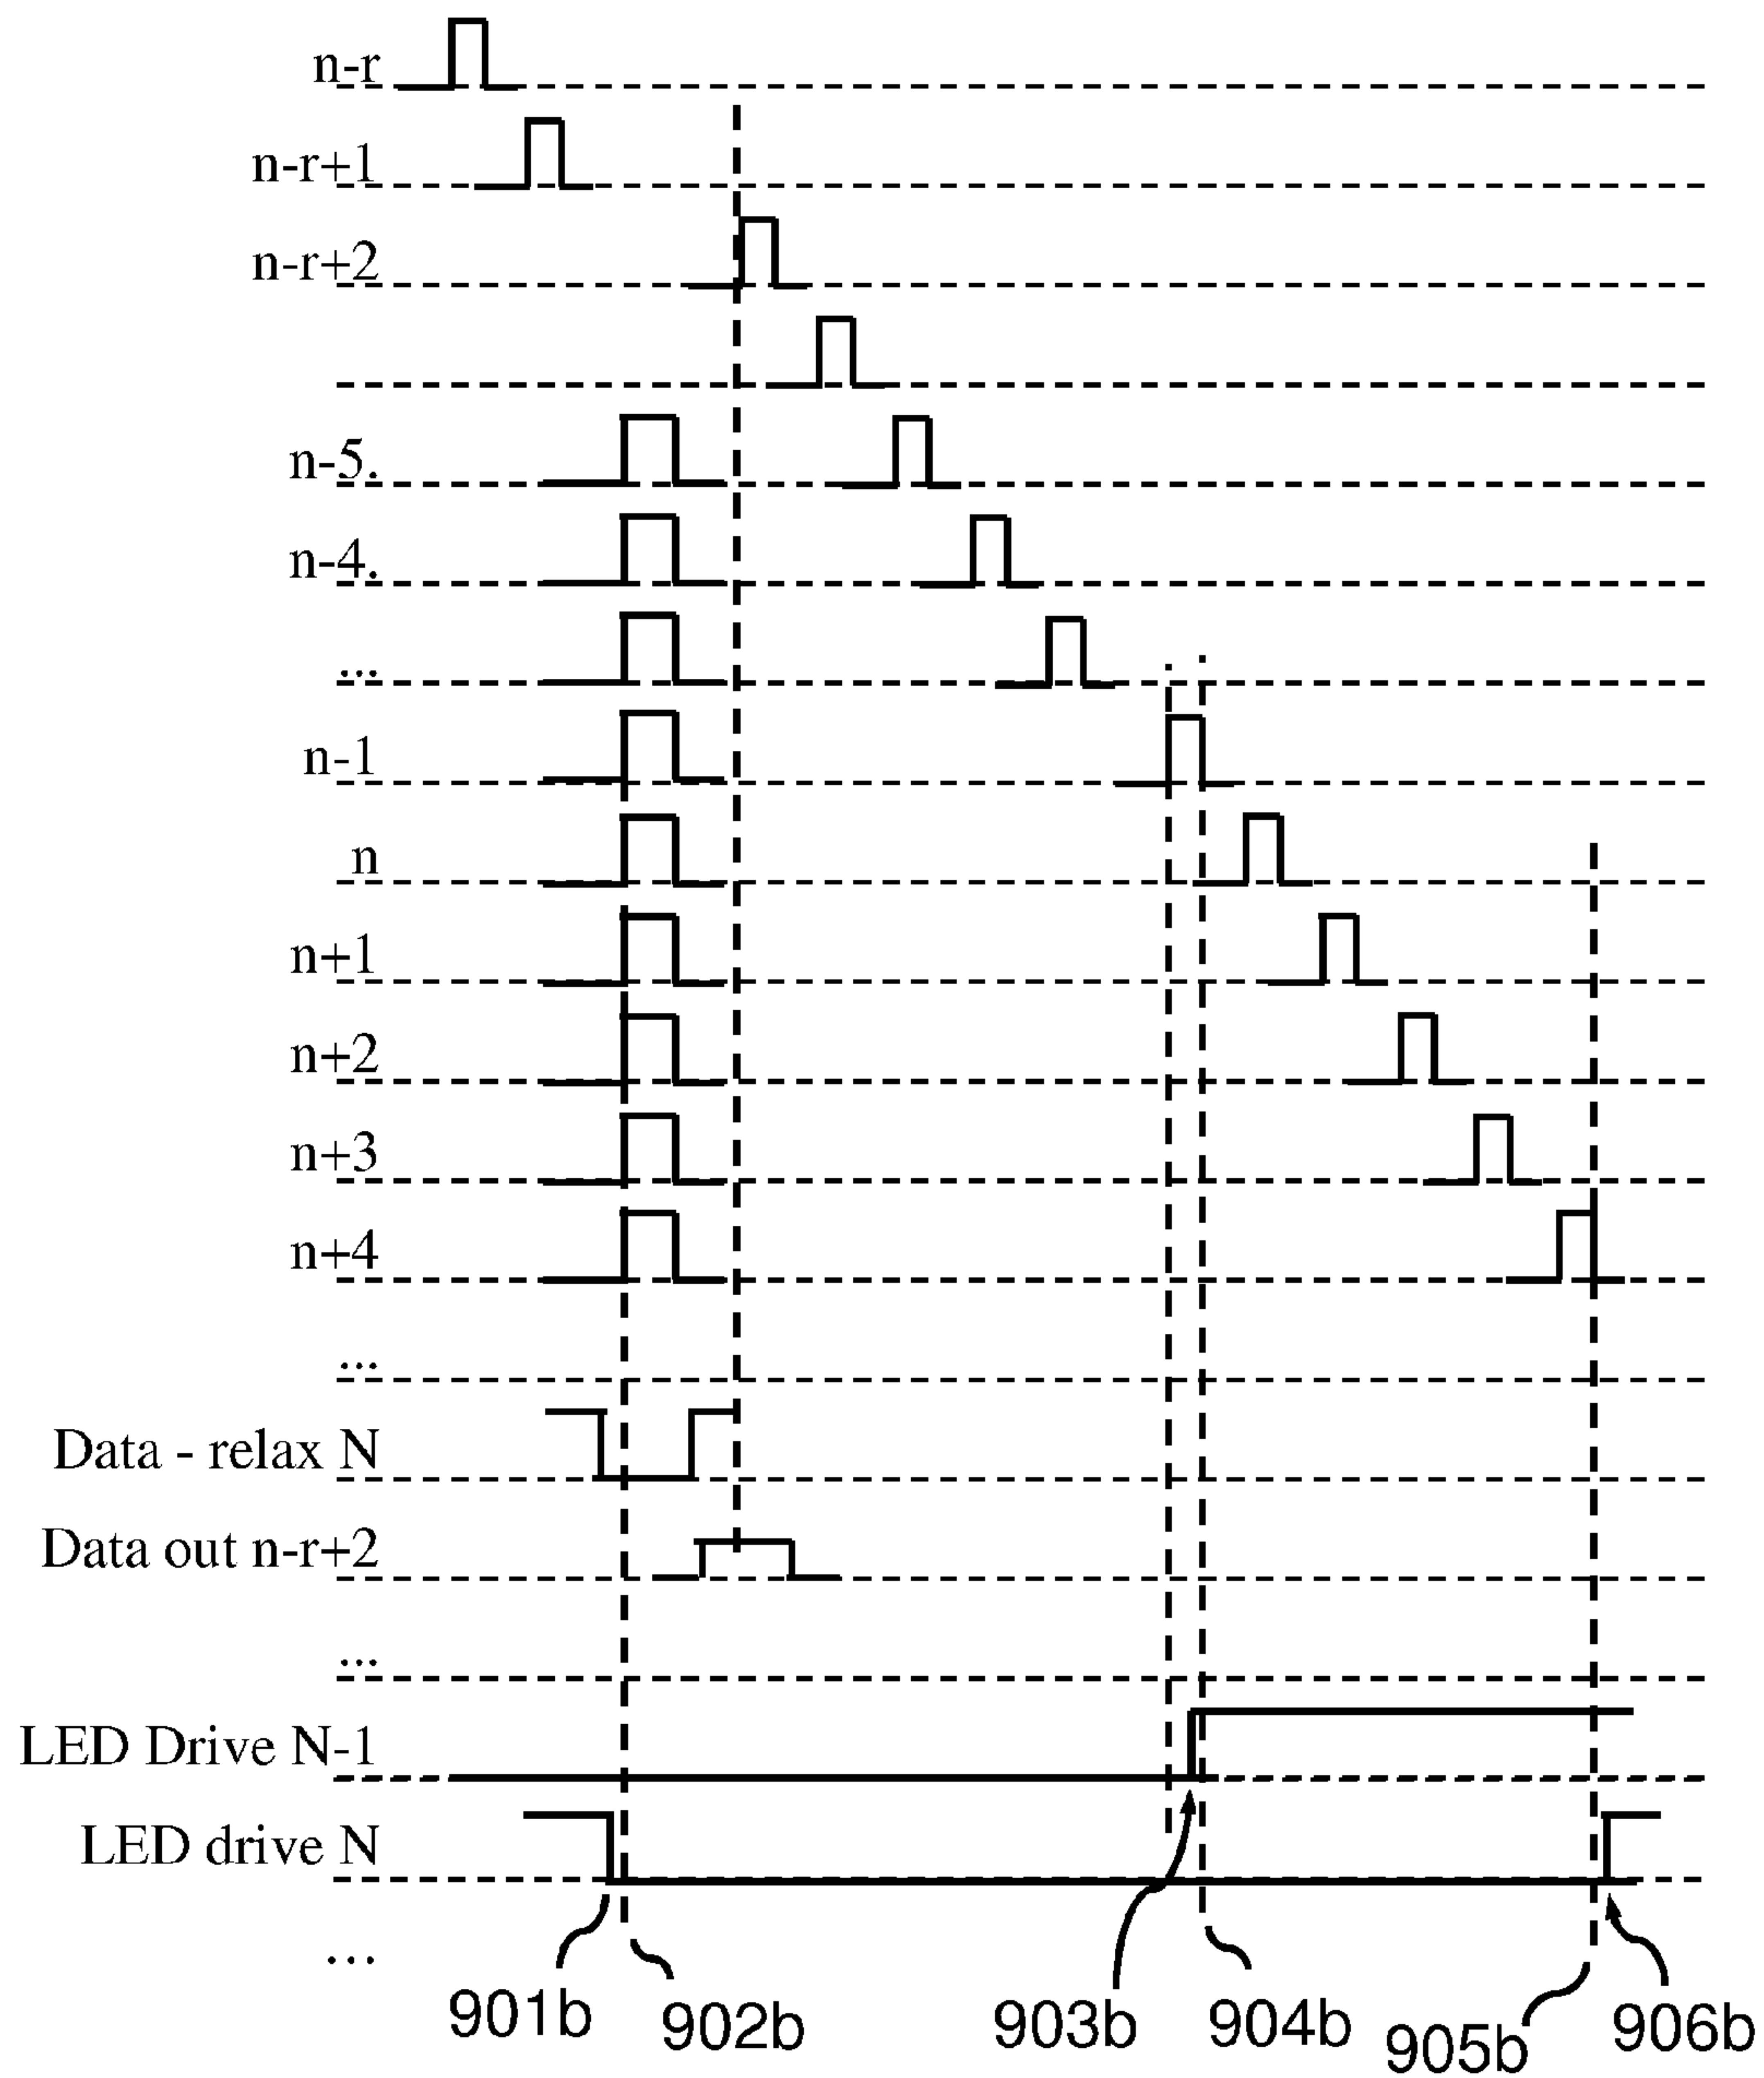 n-r
n-r+1
n-r+2
n-5.
n-4.
...
n-1
n
n+1
n+2
n+3
n+4
...
Data - relax N
Data out n-r+2
...
LED Drive N-1
LED drive N
...
901b 902b 903b 904b 905b 906b